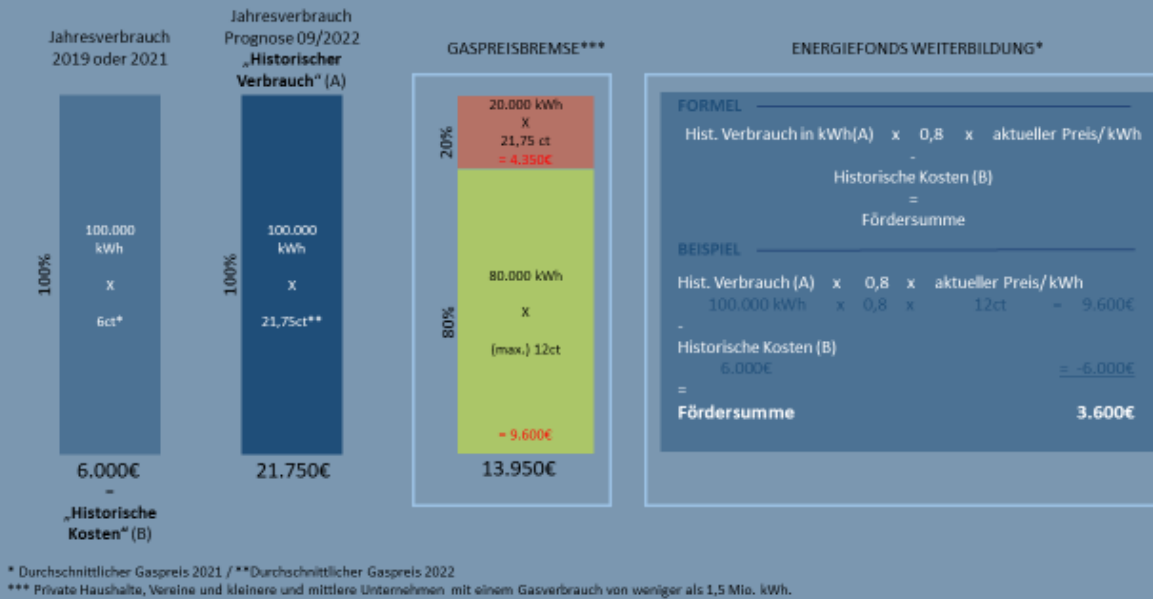 Jahresverbrauch
2019 oder 2021
100%
100.000
kWh
X
6ct*
6.000€
=
„Historische
Kosten“ (B)
Jahresverbrauch
Prognose 09/2022
„Historischer
Verbrauch“ (A)
100%
100.000
kWh
X
21,75ct**
21.750€
GASPREISBREMSE***
20%
20.000 kWh
X
21,75 ct
= 4.350€
80%
80.000 kWh
X
(max.) 12ct
= 9.600€
13.950€
ENERGIEFONDS WEITERBILDUNG*
FORMEL
Hist. Verbrauch in kWh(A) x 0,8 x aktueller Preis/kWh
-
Historische Kosten (B)
=
Fördersumme
BEISPIEL
Hist. Verbrauch (A) x 0,8 x aktueller Preis/kWh
100.000 kWh x 0,8 x 12ct = 9.600€
-
Historische Kosten (B)
6.000€ = -6.000€
=
Fördersumme 3.600€
* Durchschnittlicher Gaspreis 2021 / **Durchschnittlicher Gaspreis 2022
*** Private Haushalte, Vereine und kleinere und mittlere Unternehmen mit einem Gasverbrauch von weniger als 1,5 Mio. kWh.